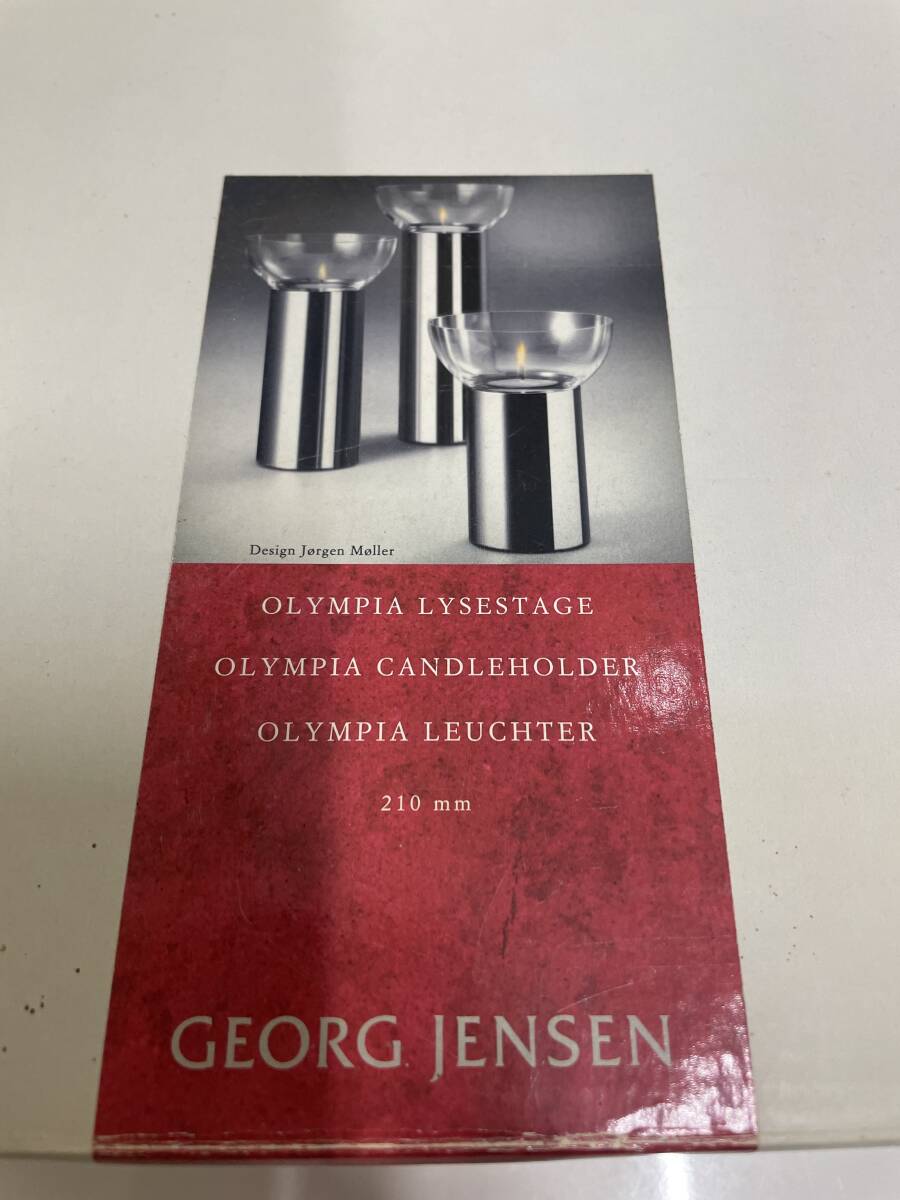 Design Jørgen Møller
OLYMPIA LYSESTAGE
OLYMPIA CANDLEHOLDER
OLYMPIA LEUCHTER
210 mm
GEORG JENSEN